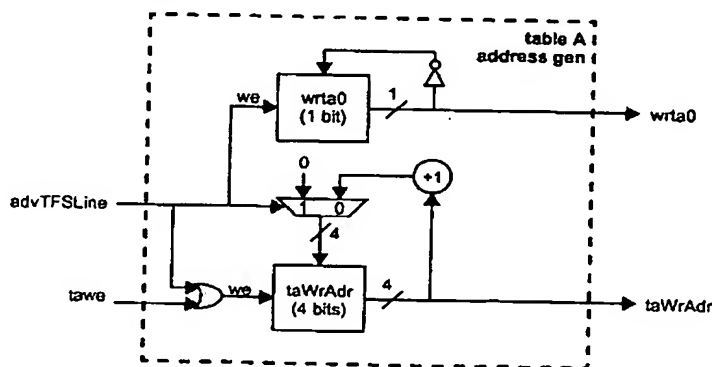 table A
address gen
we
wrta0
(1 bit)
1
wrta0
0
+1
advTFSLine
1 0
4
tawe
we
taWrAdr
(4 bits)
4
taWrAdr